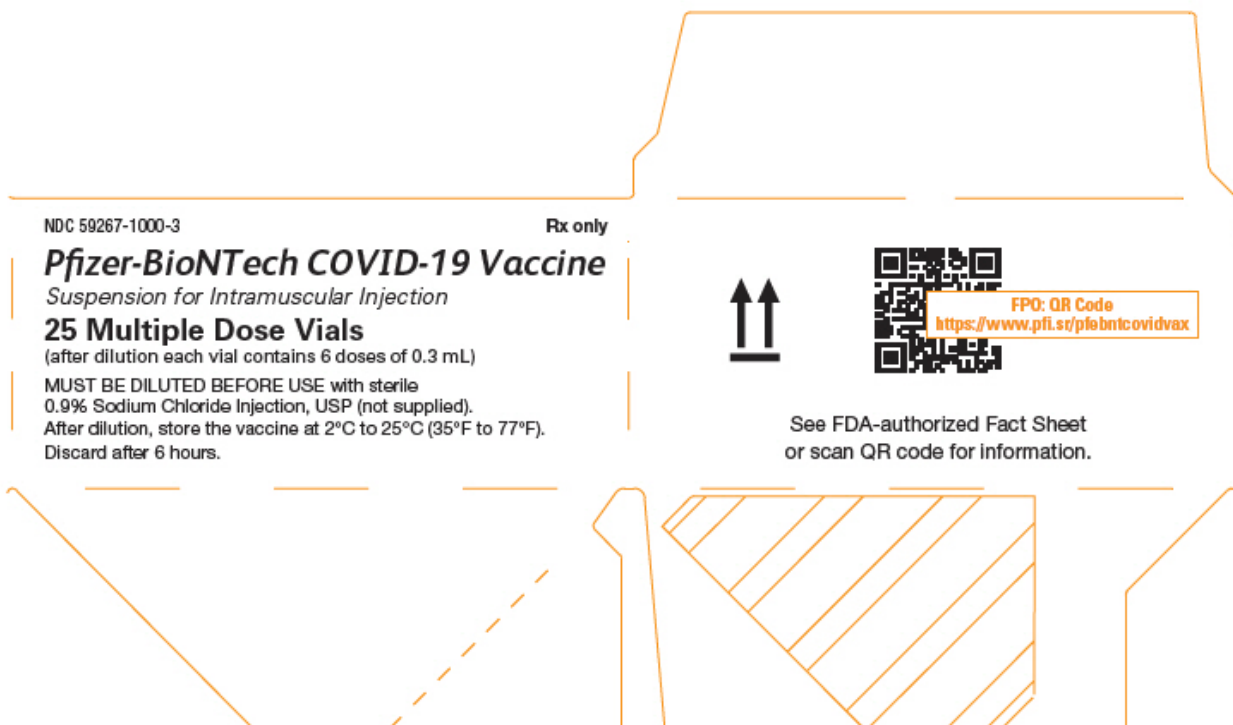 NDC 59267-1000-3 Rx only
Pfizer-BioNTech COVID-19 Vaccine
Suspension for Intramuscular Injection
25 Multiple Dose Vials
(after dilution each vial contains 6 doses of 0.3 mL)
MUST BE DILUTED BEFORE USE with sterile
0.9% Sodium Chloride Injection, USP (not supplied).
After dilution, store the vaccine at 2°C to 25°C (35°F to 77°F).
Discard after 6 hours.
FPO: QR Code
https://www.pfi.sr/pfebntcovidvax
See FDA-authorized Fact Sheet
or scan QR code for information.